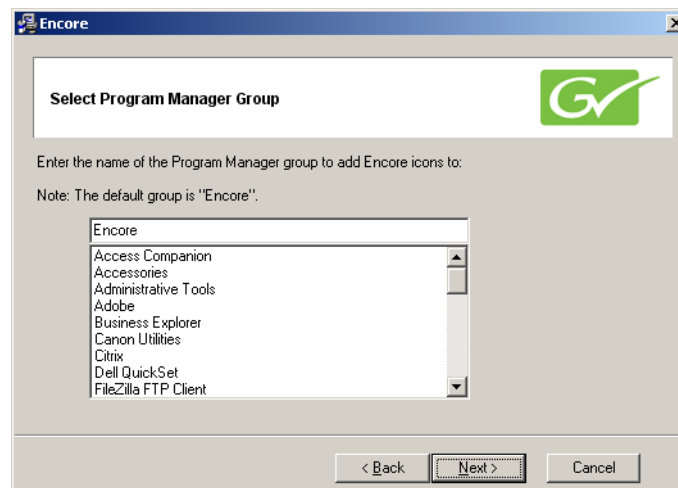 Encore
Select Program Manager Group
Enter the name of the Program Manager group to add Encore icons to:
Note: The default group is "Encore".
Encore
Access Companion
Accessories
Administrative Tools
Adobe
Business Explorer
Canon Utilities
Citrix
Dell QuickSet
FileZilla FTP Client
< Back
Next >
Cancel